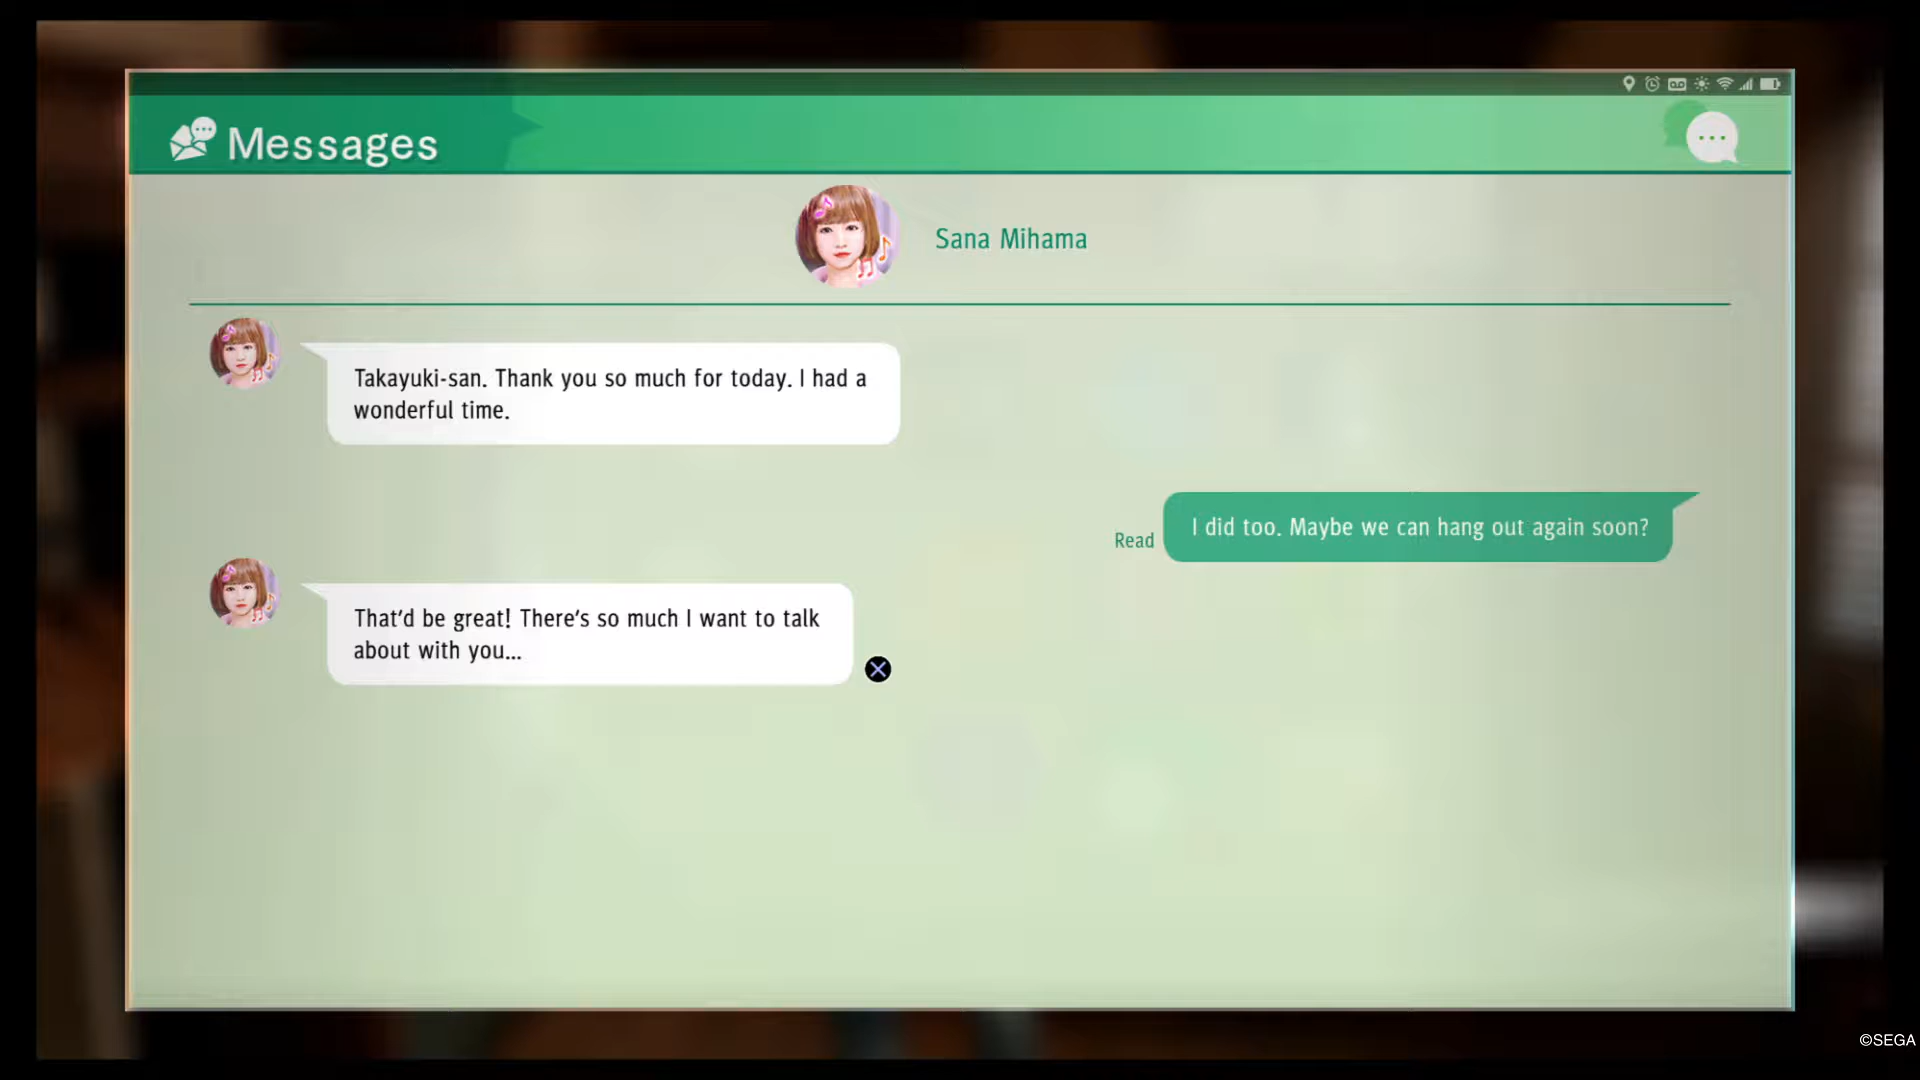 Messages
Sana Mihama
Takayuki-san. Thank you so much for today. I had a
wonderful time.
I did too. Maybe we can hang out again soon?
Read
That'd be great! There's so much I want to talk
about with you...
©SEGA